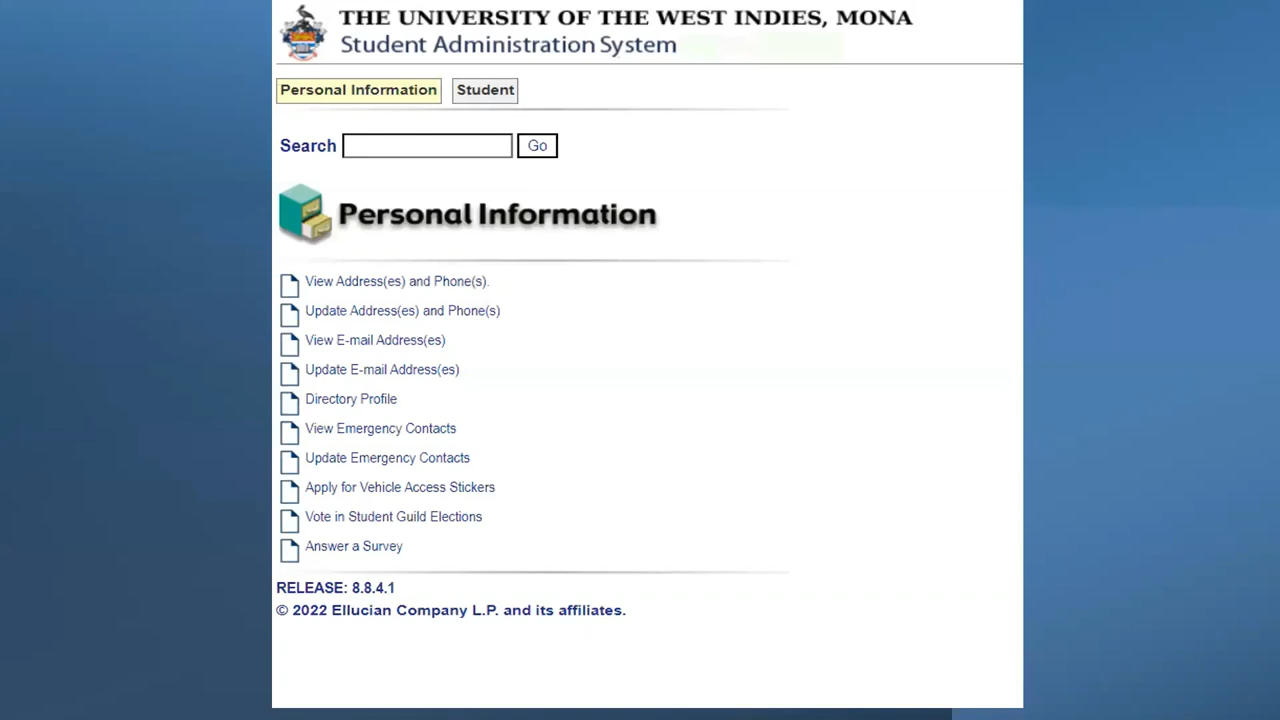 THE UNIVERSITY OF THE WEST INDIES, MONA
Student Administration System
Personal Information Student
Search Go
Personal Information
View Address(es) and Phone(s).
Update Address(es) and Phone(s)
View E-mail Address(es)
Update E-mail Address(es)
Directory Profile
View Emergency Contacts
Update Emergency Contacts
Apply for Vehicle Access Stickers
Vote in Student Guild Elections
Answer a Survey
RELEASE: 8.8.4.1
© 2022 Ellucian Company L.P. and its affiliates.